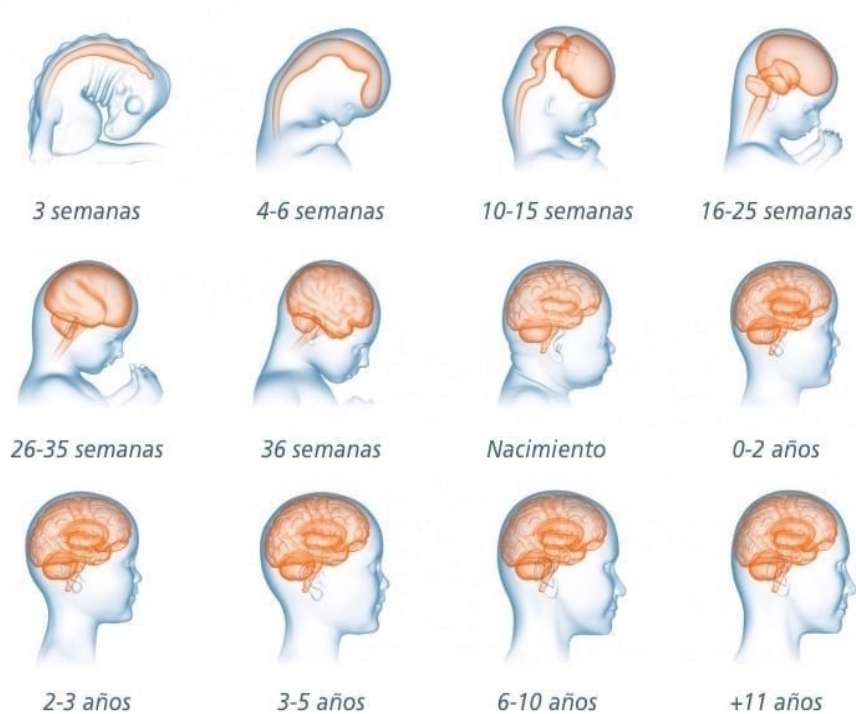 3 semanas
4-6 semanas
10-15 semanas
16-25 semanas
26-35 semanas
36 semanas
Nacimiento
0-2 años
2-3 años
3-5 años
6-10 años
+11 años